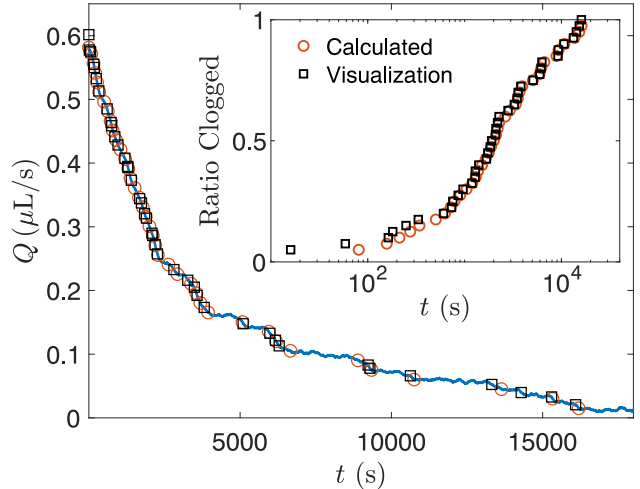 0.6
0.5
0.4
0.3
0.2
0.1
0
Q (μL/s)
5000
10000
15000
t (s)
1
0.5
0
Ratio Clogged
Calculated
Visualization
10^2
10^4
t (s)